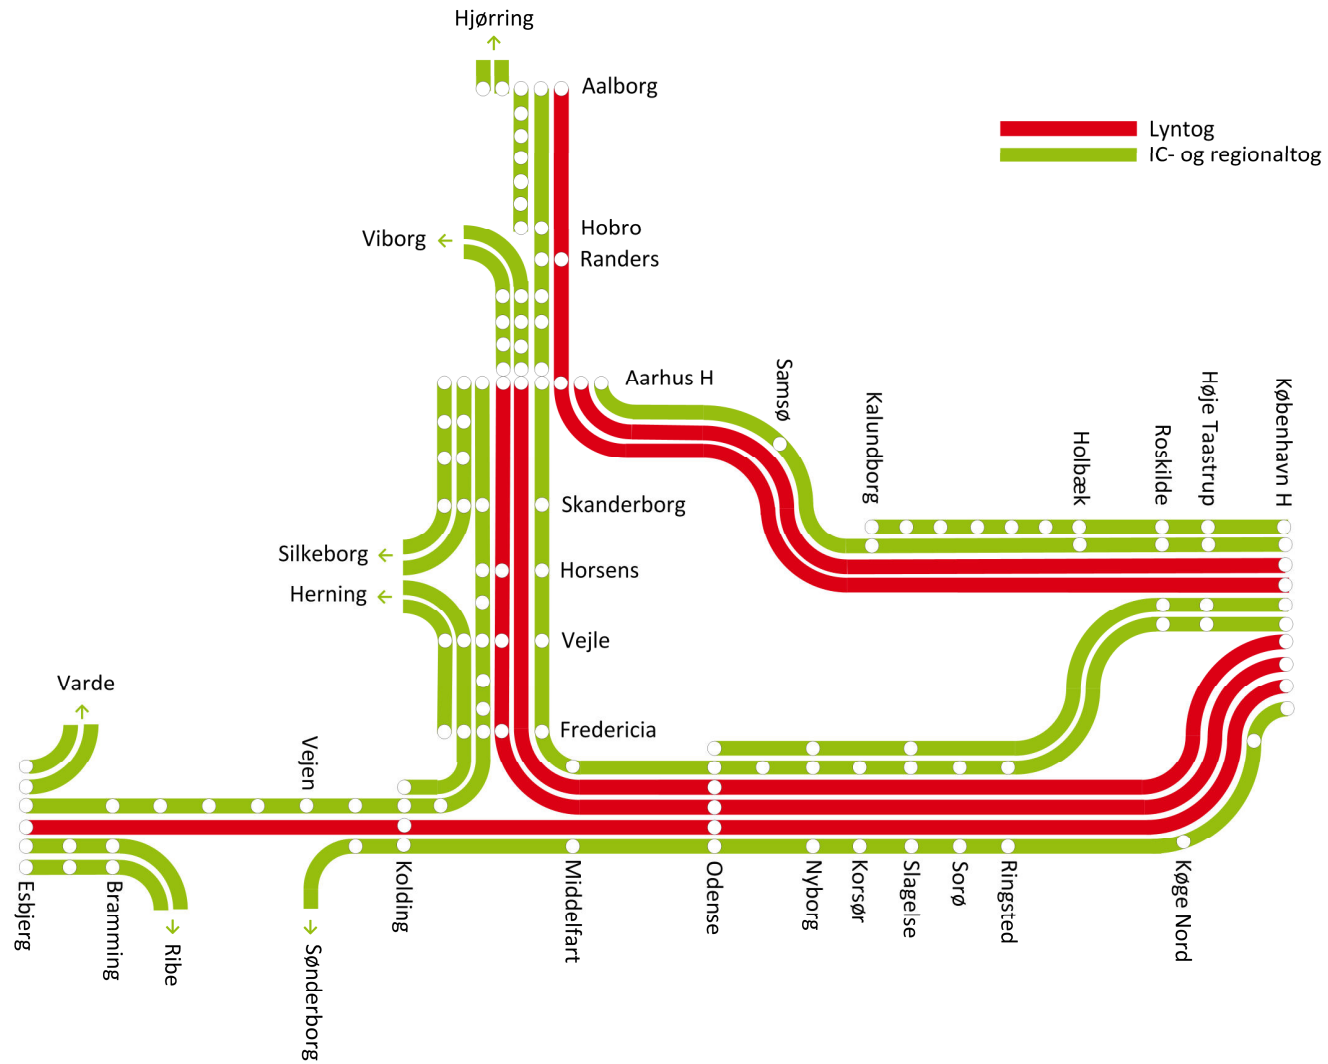 Hjørring
Aalborg
Lyntog
IC- og regionaltog
Hobro
Viborg
Randers
Aarhus H
Samsø
Kalundborg
Holbæk
Roskilde
Høje Taastrup
København H
Skanderborg
Silkeborg
Horsens
Herning
Vejle
Varde
Fredericia
Vejen
Esbjerg
Bramming
Ribe
Sønderborg
Kolding
Middelfart
Odense
Nyborg
Korsør
Slagelse
Sorø
Ringsted
Køge Nord